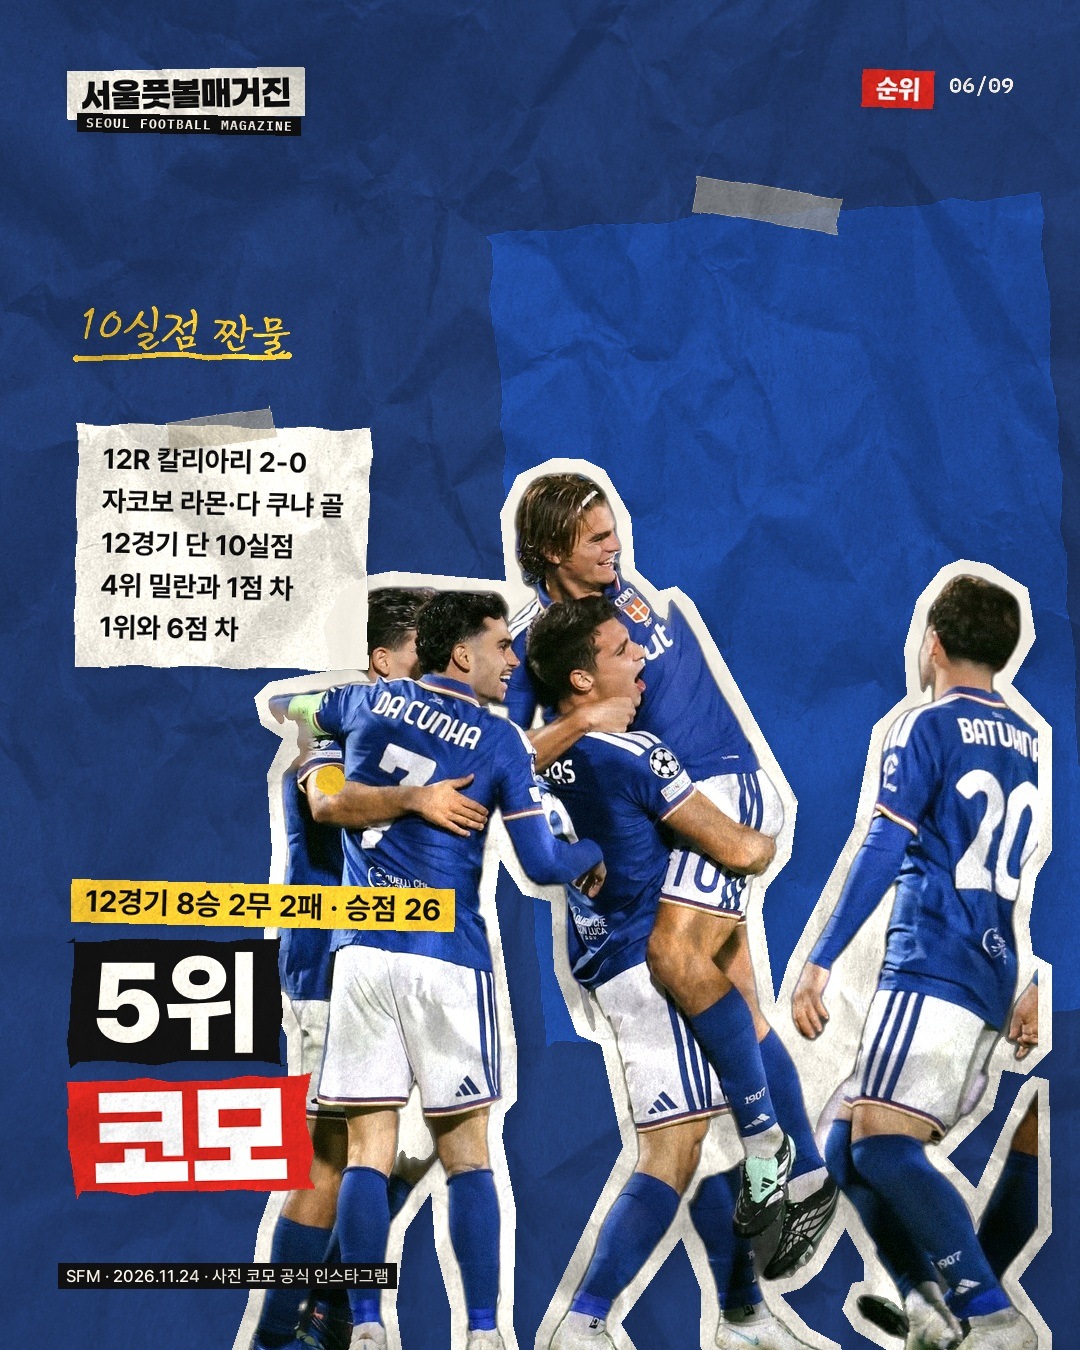 서울풋볼매거진
SEOUL FOOTBALL MAGAZINE
순위 06/09
10실점 짠물
12R 칼리아리 2-0
자코보 라몬·다 쿠냐 골
12경기 단 10실점
4위 밀란과 1점 차
1위와 6점 차
COMO
1907
DA CUNHA
7
BATURINA
20
10
12경기 8승 2무 2패 · 승점 26
5위
코모
1907
1907
SFM · 2026.11.24 · 사진 코모 공식 인스타그램